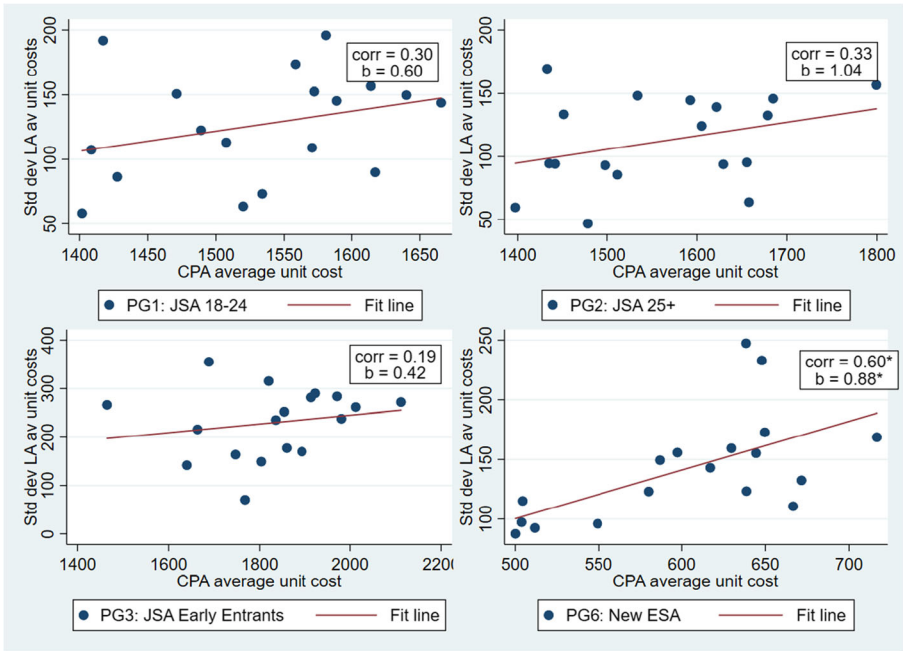 Std dev LA av unit costs
200
150
100
50
corr = 0.30
b = 0.60
1400 1450 1500 1550 1600 1650
CPA average unit cost
PG1: JSA 18-24 Fit line
Std dev LA av unit costs
200
150
100
50
corr = 0.33
b = 1.04
1400 1500 1600 1700 1800
CPA average unit cost
PG2: JSA 25+ Fit line
Std dev LA av unit costs
400
300
200
100
0
corr = 0.19
b = 0.42
1400 1600 1800 2000 2200
CPA average unit cost
PG3: JSA Early Entrants Fit line
Std dev LA av unit costs
250
200
150
100
corr = 0.60*
b = 0.88*
500 550 600 650 700
CPA average unit cost
PG6: New ESA Fit line